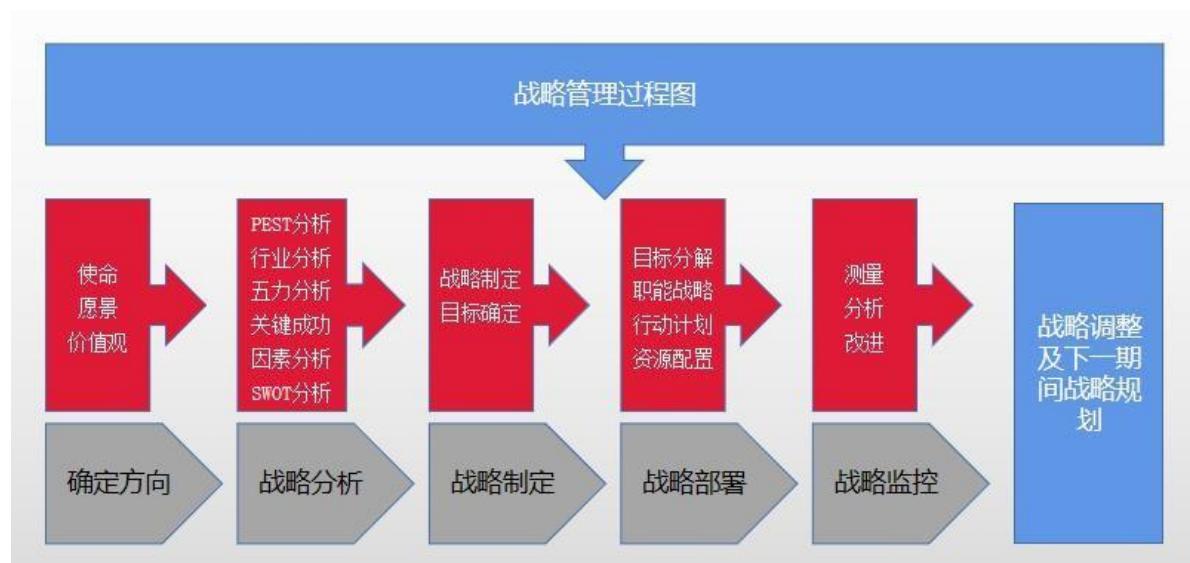 战略管理过程图
使命
愿景
价值观
PEST分析
行业分析
五力分析
关键成功
因素分析
SWOT分析
战略制定
目标确定
目标分解
职能战略
行动计划
资源配置
测量
分析
改进
战略调整
及下一期
间战略规
划
确定方向
战略分析
战略制定
战略部署
战略监控